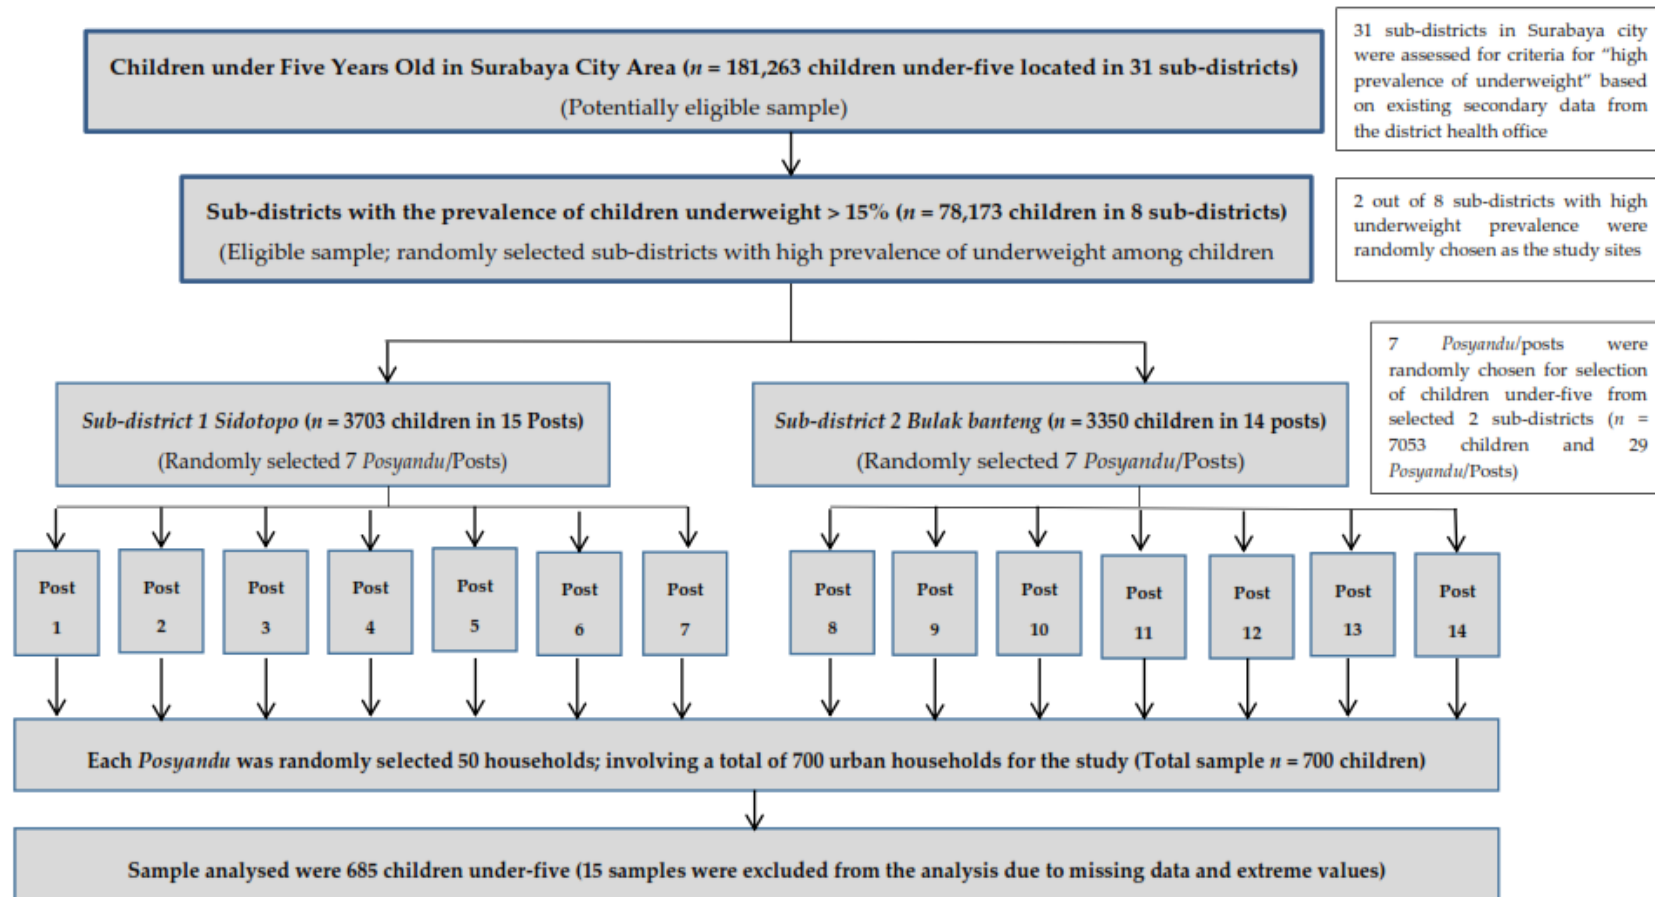 Children under Five Years Old in Surabaya City Area (n = 181,263 children under-five located in 31 sub-districts)
(Potentially eligible sample)
31 sub-districts in Surabaya city
were assessed for criteria for “high
prevalence of underweight” based
on existing secondary data from
the district health office
Sub-districts with the prevalence of children underweight > 15% (n = 78,173 children in 8 sub-districts)
(Eligible sample; randomly selected sub-districts with high prevalence of underweight among children
2 out of 8 sub-districts with high
underweight prevalence were
randomly chosen as the study sites
Sub-district 1 Sidotopo (n = 3703 children in 15 Posts)
(Randomly selected 7 Posyandu/Posts)
Sub-district 2 Bulak banteng (n = 3350 children in 14 posts)
(Randomly selected 7 Posyandu/Posts)
7 Posyandu/posts were
randomly chosen for selection
of children under-five from
selected 2 sub-districts (n =
7053 children and 29
Posyandu/Posts)
Post
1
Post
2
Post
3
Post
4
Post
5
Post
6
Post
7
Post
8
Post
9
Post
10
Post
11
Post
12
Post
13
Post
14
Each Posyandu was randomly selected 50 households; involving a total of 700 urban households for the study (Total sample n = 700 children)
Sample analysed were 685 children under-five (15 samples were excluded from the analysis due to missing data and extreme values)